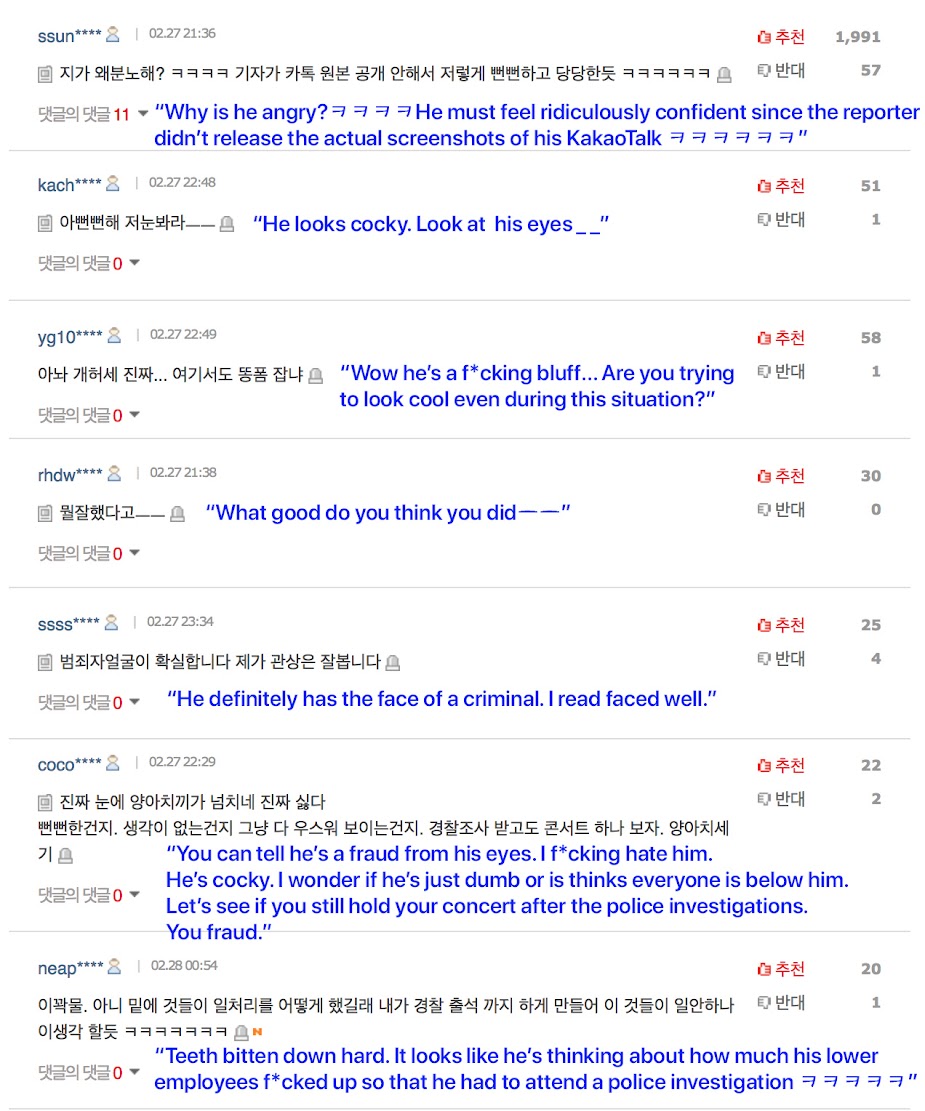 ssun**** | 02.27 21:36 추천 1,991
지가 왜분노해? ㅋㅋㅋㅋ 기자가 카톡 원본 공개 안해서 저렇게 뻔뻔하고 당당한듯 ㅋㅋㅋㅋㅋㅋ 반대 57
댓글의 댓글 11 “Why is he angry?ㅋㅋㅋㅋHe must feel ridiculously confident since the reporter
didn’t release the actual screenshots of his KakaoTalk ㅋㅋㅋㅋㅋㅋ”
kach**** | 02.27 22:48 추천 51
아뻔뻔해 저눈봐라ㅡㅡ “He looks cocky. Look at his eyes_ _” 반대 1
댓글의 댓글 0
yg10**** | 02.27 22:49 추천 58
아놔 개허세 진짜... 여기서도 똥폼 잡냐 “Wow he’s a f*cking bluff... Are you trying 반대 1
to look cool even during this situation?”
댓글의 댓글 0
rhdw**** | 02.27 21:38 추천 30
뭘잘했다고ㅡㅡ “What good do you think you didㅡㅡ” 반대 0
댓글의 댓글 0
ssss**** | 02.27 23:34 추천 25
범죄자얼굴이 확실합니다 제가 관상은 잘봅니다 반대 4
댓글의 댓글 0 “He definitely has the face of a criminal. I read faced well.”
coco**** | 02.27 22:29 추천 22
진짜 눈에 양아치끼가 넘치네 진짜 싫다 반대 2
뻔뻔한건지. 생각이 없는건지 그냥 다 우스워 보이는건지. 경찰조사 받고도 콘서트 하나 보자. 양아치세
기
“You can tell he’s a fraud from his eyes. I f*cking hate him.
He’s cocky. I wonder if he’s just dumb or is thinks everyone is below him.
댓글의 댓글 0
Let’s see if you still hold your concert after the police investigations.
You fraud.”
neap**** | 02.28 00:54 추천 20
이꽉물. 아니 밑에 것들이 일처리를 어떻게 했길래 내가 경찰 출석 까지 하게 만들어 이 것들이 일안하나 반대 1
이생각 할듯 ㅋㅋㅋㅋㅋㅋㅋ N
댓글의 댓글 0 “Teeth bitten down hard. It looks like he’s thinking about how much his lower
employees f*cked up so that he had to attend a police investigation ㅋㅋㅋㅋㅋ”